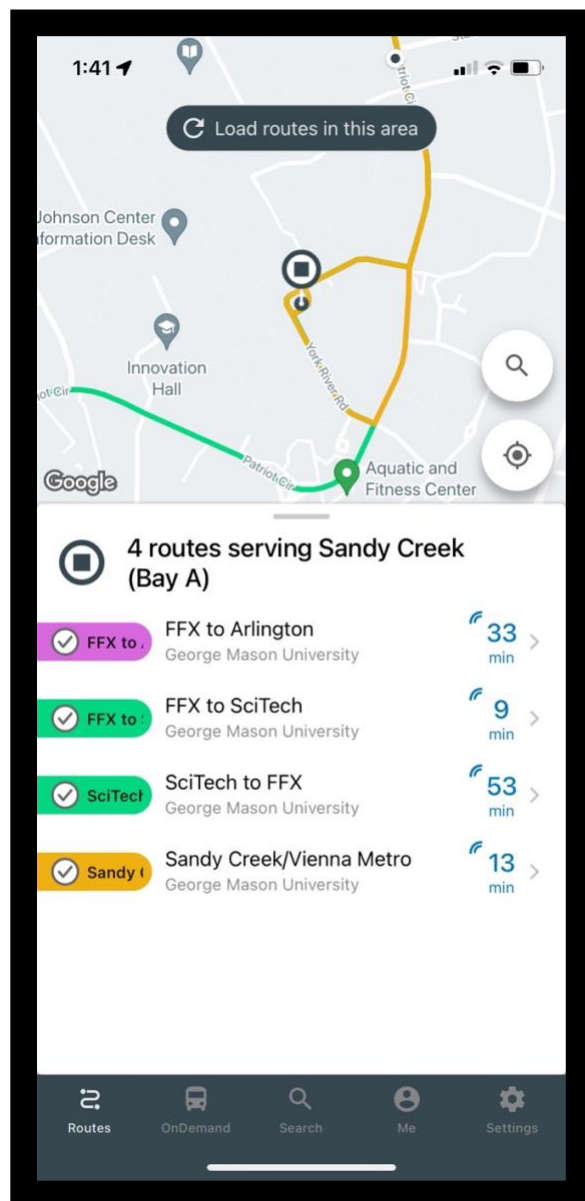 1:41
Load routes in this area
Johnson Center
Information Desk
Innovation
Hall
York River Rd
Patriot Cir
Aquatic and
Fitness Center
Google
4 routes serving Sandy Creek
(Bay A)
FFX to
FFX to Arlington
George Mason University
33
min
FFX to
FFX to SciTech
George Mason University
9
min
SciTech
SciTech to FFX
George Mason University
53
min
Sandy
Sandy Creek/Vienna Metro
George Mason University
13
min
Routes
OnDemand
Search
Me
Settings